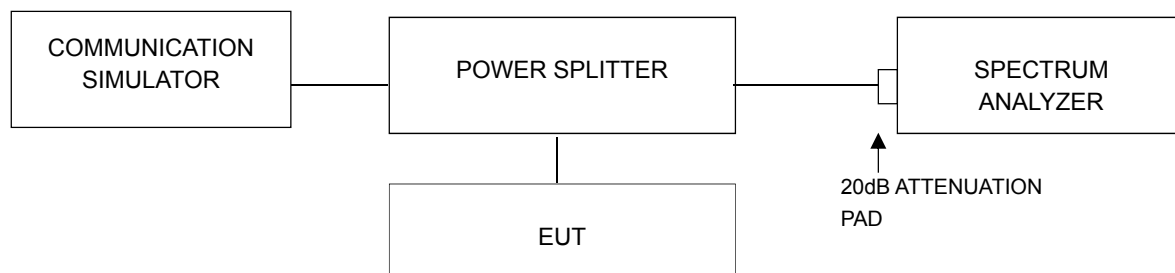 COMMUNICATION
SIMULATOR
POWER SPLITTER
SPECTRUM
ANALYZER
20dB ATTENUATION
PAD
EUT